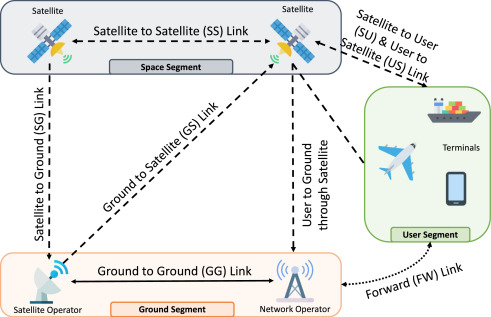 Satellite
Satellite
Satellite to Satellite (SS) Link
Space Segment
Satellite to User
(SU) & User to
Satellite (US) Link
Satellite to Ground (SG) Link
Ground to Satellite (GS) Link
User to Ground
through Satellite
Terminals
User Segment
Ground to Ground (GG) Link
Satellite Operator
Ground Segment
Network Operator
Forward (FW) Link